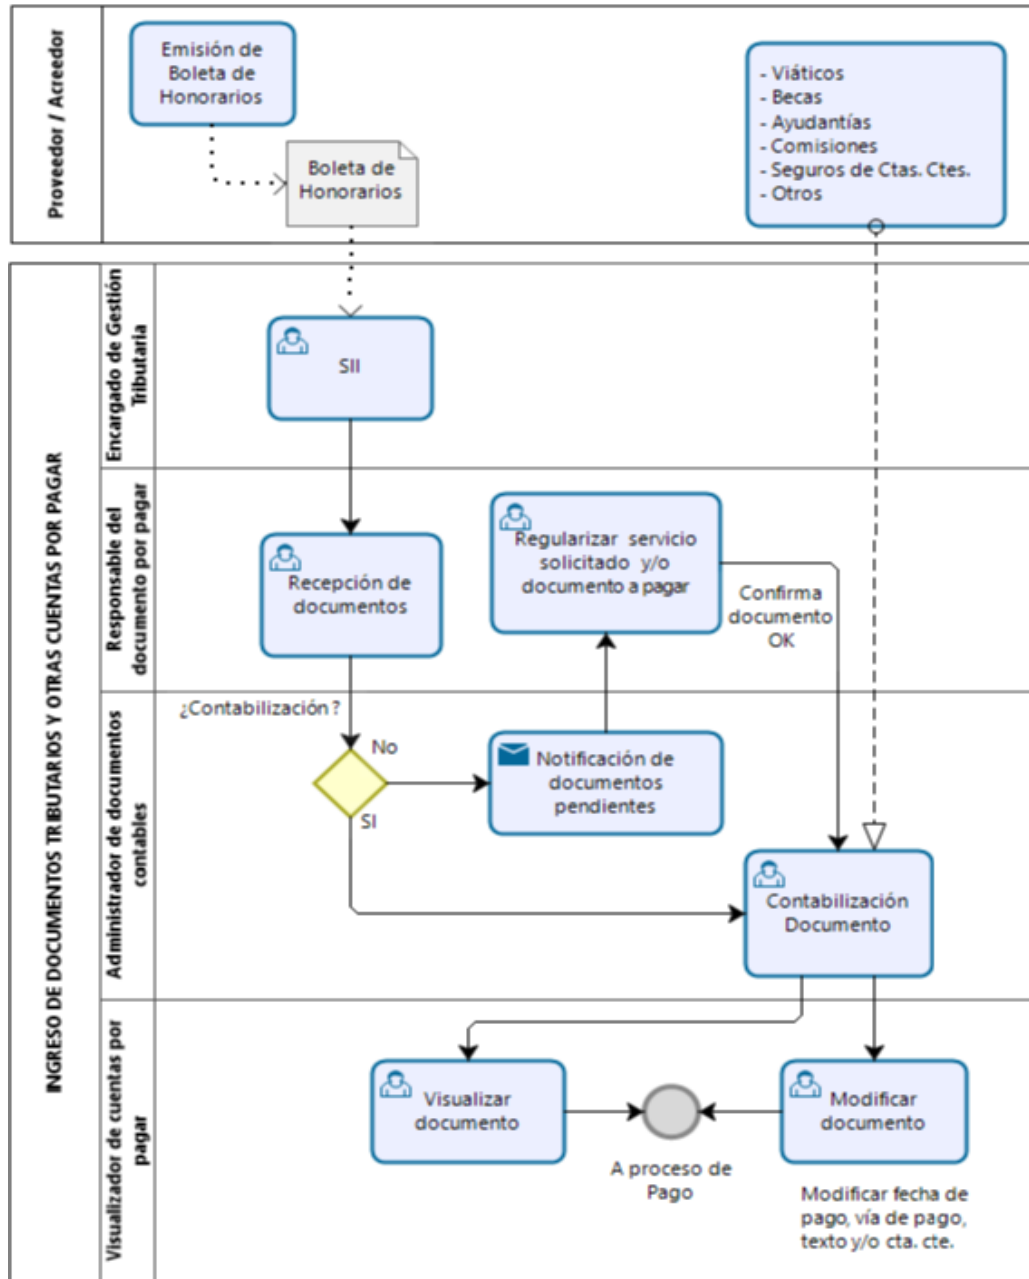 Proveedor / Acreedor
Emisión de
Boleta de
Honorarios
Boleta de
Honorarios
- Viáticos
- Becas
- Ayudantías
- Comisiones
- Seguros de Ctas. Ctes.
- Otros
INGRESO DE DOCUMENTOS TRIBUTARIOS Y OTRAS CUENTAS POR PAGAR
Encargado de Gestión
Tributaria
SII
Responsable del
documento por pagar
Recepción de
documentos
Regularizar servicio
solicitado y/o
documento a pagar
Confirma
documento
OK
Administrador de documentos
contables
¿Contabilización?
No
SI
Notificación de
documentos
pendientes
Contabilización
Documento
Visualizador de cuentas por
pagar
Visualizar
documento
A proceso de
Pago
Modificar
documento
Modificar fecha de
pago, vía de pago,
texto y/o cta. cte.